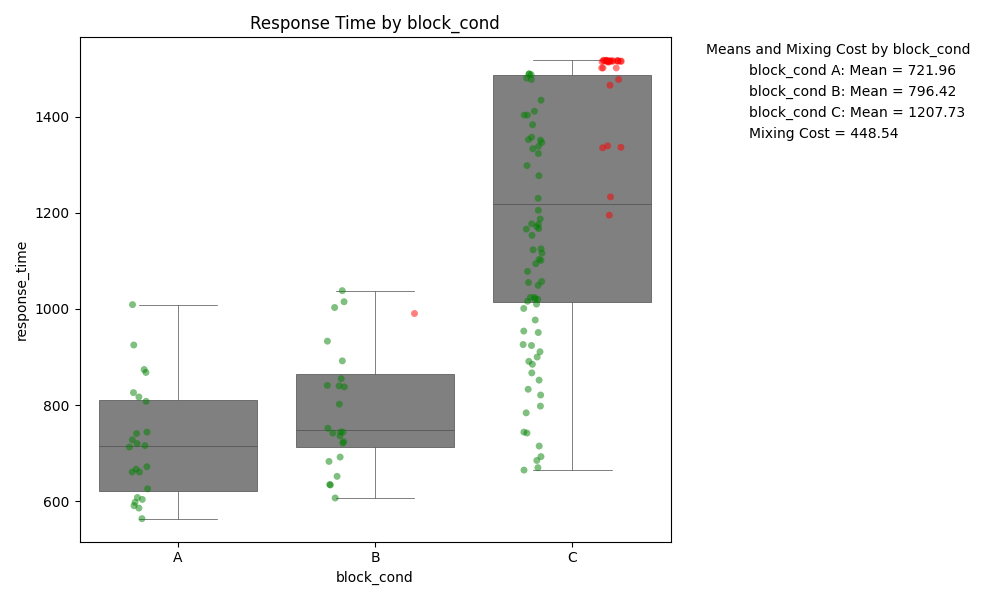 Response Time by block_cond
Means and Mixing Cost by block_cond
block_cond A: Mean = 721.96
block_cond B: Mean = 796.42
block_cond C: Mean = 1207.73
Mixing Cost = 448.54
response_time
1400
1200
1000
800
600
A
B
C
block_cond